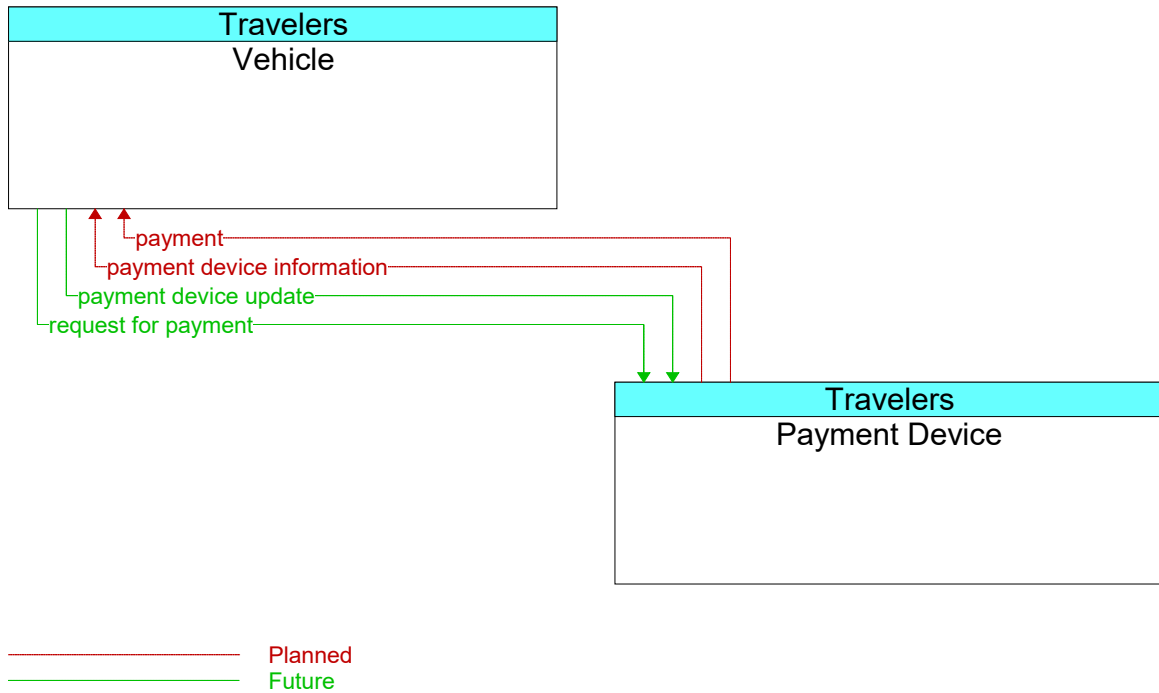 Travelers
Vehicle
payment
payment device information
payment device update
request for payment
Travelers
Payment Device
Planned
Future